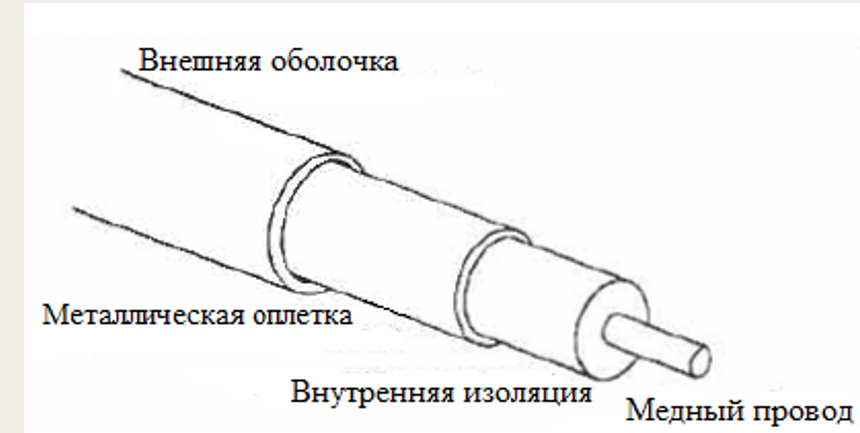 Внешняя оболочка
Металлическая оплетка
Внутренняя изоляция
Медный провод